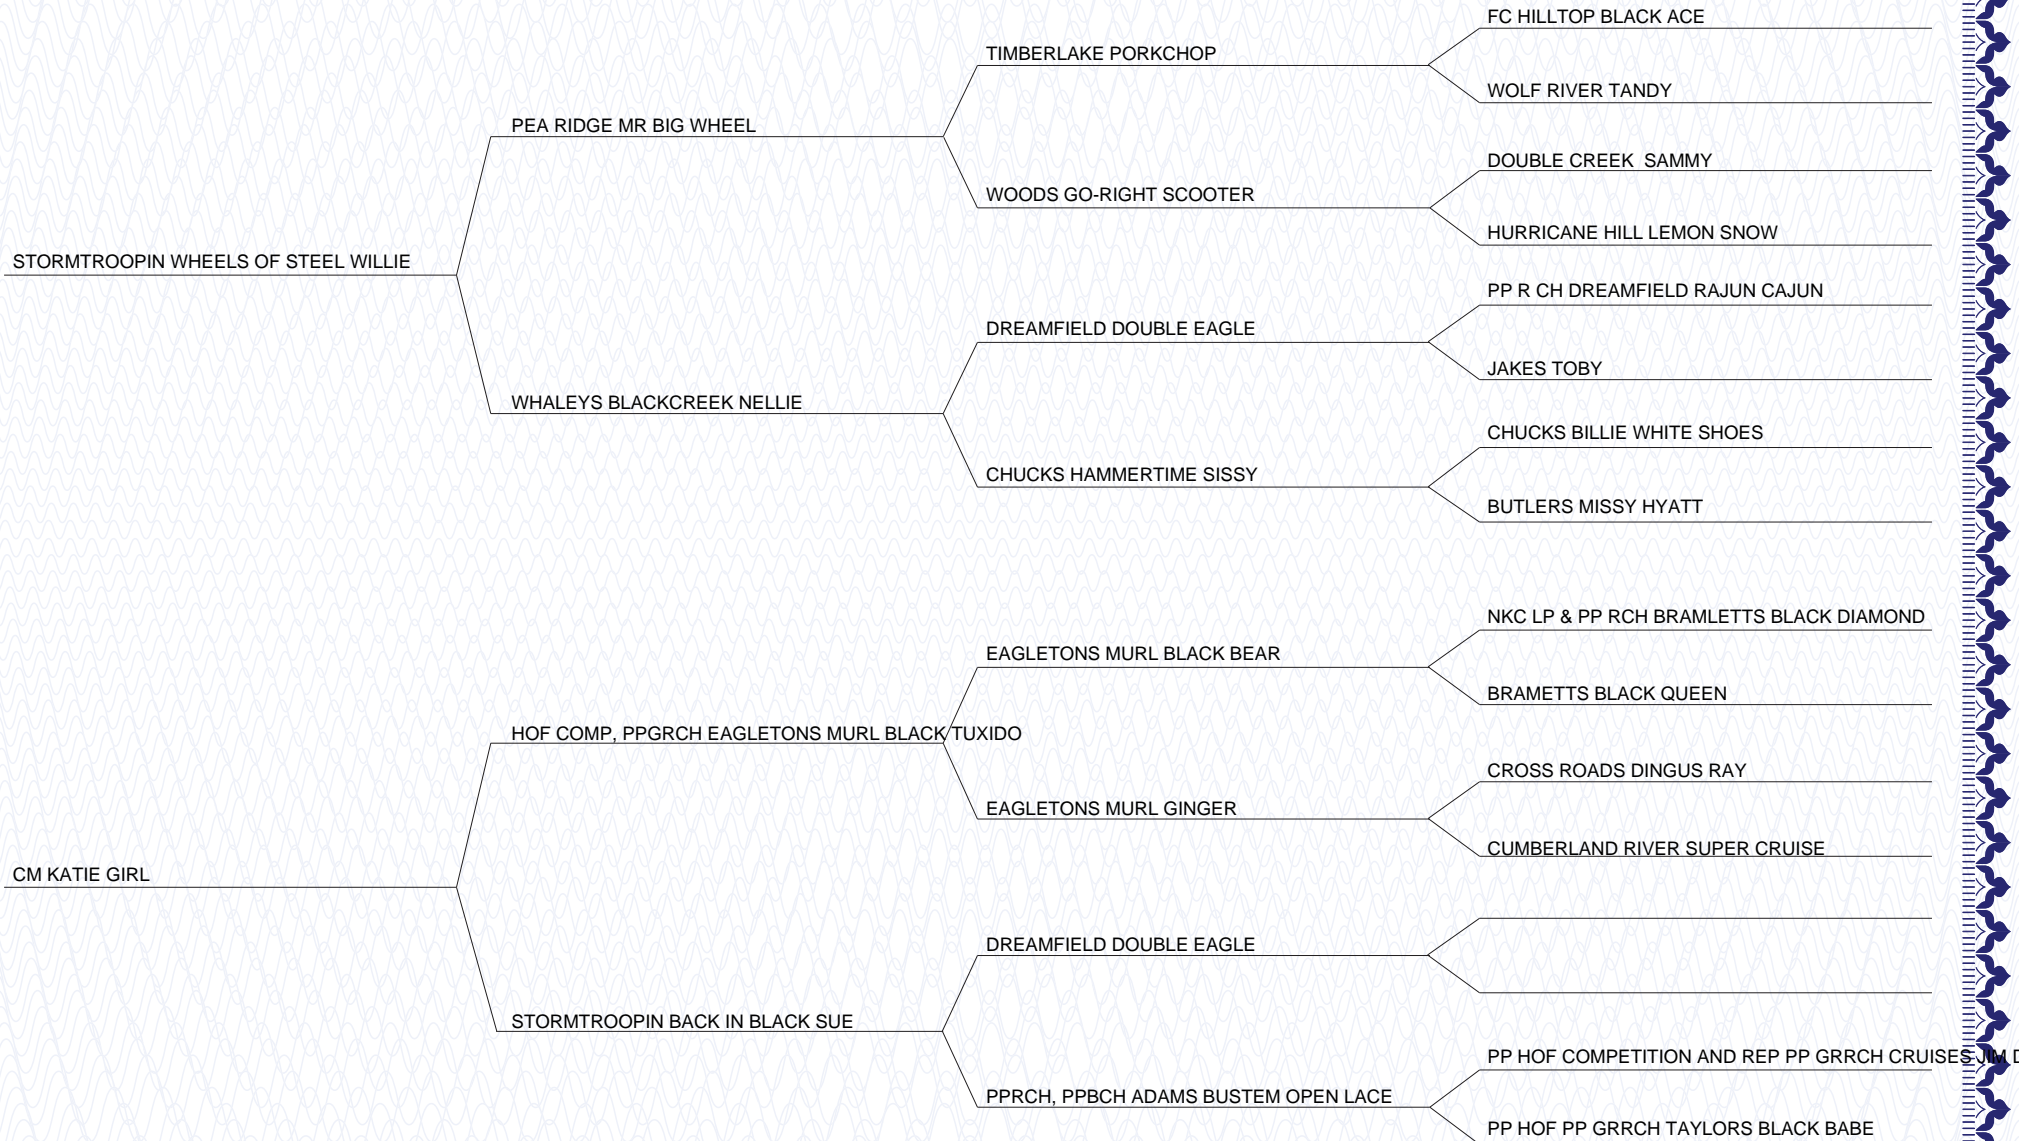 FC HILLTOP BLACK ACE
TIMBERLAKE PORKCHOP
WOLF RIVER TANDY
PEA RIDGE MR BIG WHEEL
DOUBLE CREEK  SAMMY
WOODS GO-RIGHT SCOOTER
HURRICANE HILL LEMON SNOW
STORMTROOPIN WHEELS OF STEEL WILLIE
PP R CH DREAMFIELD RAJUN CAJUN
DREAMFIELD DOUBLE EAGLE
JAKES TOBY
WHALEYS BLACKCREEK NELLIE
CHUCKS BILLIE WHITE SHOES
CHUCKS HAMMERTIME SISSY
BUTLERS MISSY HYATT
NKC LP & PP RCH BRAMLETTS BLACK DIAMOND
EAGLETONS MURL BLACK BEAR
BRAMETTS BLACK QUEEN
HOF COMP, PPGRCH EAGLETONS MURL BLACK TUXIDO
CROSS ROADS DINGUS RAY
EAGLETONS MURL GINGER
CUMBERLAND RIVER SUPER CRUISE
CM KATIE GIRL
DREAMFIELD DOUBLE EAGLE
STORMTROOPIN BACK IN BLACK SUE
PP HOF COMPETITION AND REP PP GRRCH CRUISES JIM
PPRCH, PPBCH ADAMS BUSTEM OPEN LACE
PP HOF PP GRRCH TAYLORS BLACK BABE